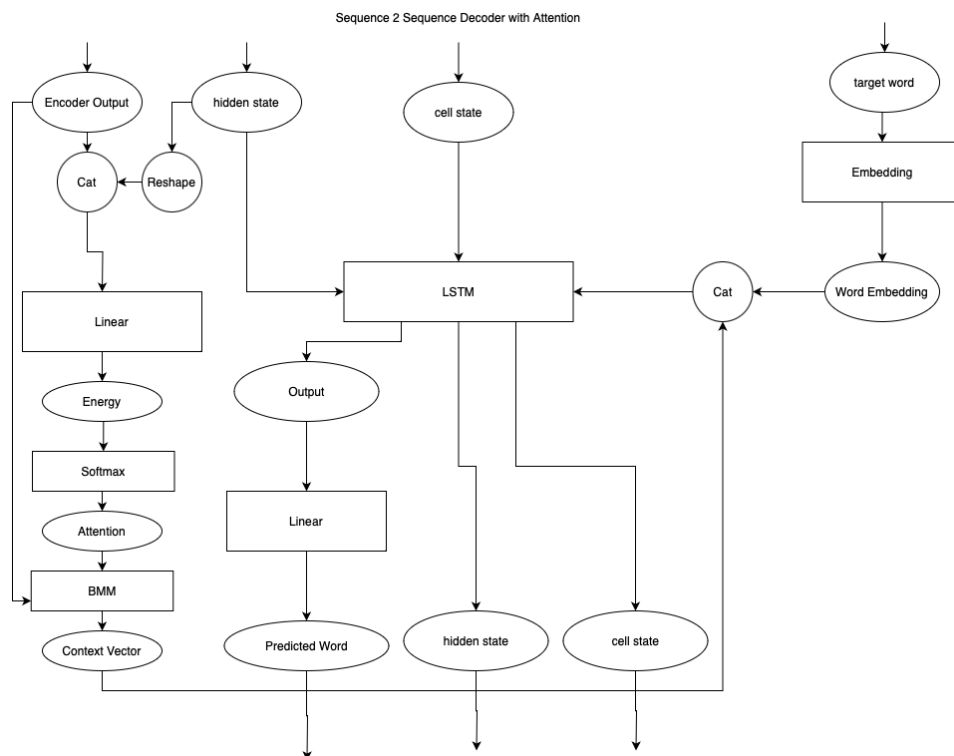 Sequence 2 Sequence Decoder with Attention
Encoder Output
hidden state
cell state
target word
Cat
Reshape
Embedding
LSTM
Cat
Word Embedding
Linear
Energy
Output
Softmax
Linear
Attention
BMM
Context Vector
Predicted Word
hidden state
cell state